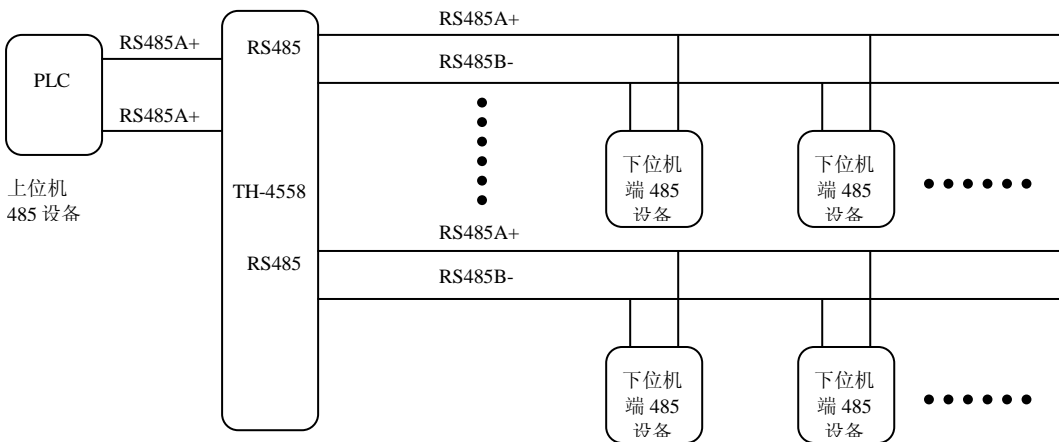 RS485A+
RS485A+
RS485
PLC
RS485B-
RS485A+
下位机
端 485
设备
下位机
端 485
设备
上位机
485 设备
TH-4558
RS485A+
RS485
RS485B-
下位机
端 485
设备
下位机
端 485
设备